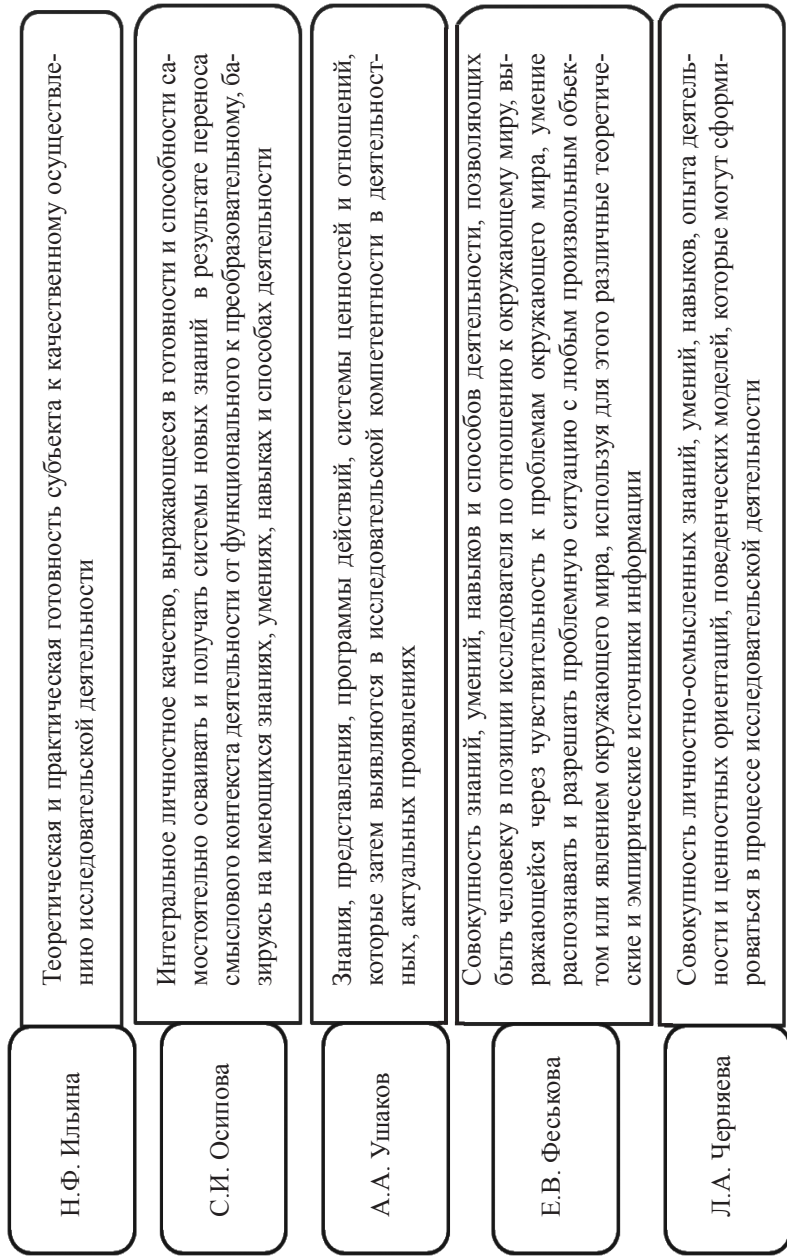 Н.Ф. Ильина
Теоретическая и практическая готовность субъекта к качественному осуществле-
нию исследовательской деятельности
С.И. Осипова
Интегральное личностное качество, выражающееся в готовности и способности са-
мостоятельно осваивать и получать системы новых знаний в результате переноса
смыслового контекста деятельности от функционального к преобразовательному, ба-
зируясь на имеющихся знаниях, умениях, навыках и способах деятельности
А.А. Ушаков
Знания, представления, программы действий, системы ценностей и отношений,
которые затем выявляются в исследовательской компетентности в деятельност-
ных, актуальных проявлениях
Е.В. Феськова
Совокупность знаний, умений, навыков и способов деятельности, позволяющих
быть человеку в позиции исследователя по отношению к окружающему миру, вы-
ражающейся через чувствительность к проблемам окружающего мира, умение
распознавать и разрешать проблемную ситуацию с любым произвольным объек-
том или явлением окружающего мира, используя для этого различные теоретиче-
ские и эмпирические источники информации
Л.А. Черняева
Совокупность личностно-осмысленных знаний, умений, навыков, опыта деятель-
ности и ценностных ориентаций, поведенческих моделей, которые могут сформи-
роваться в процессе исследовательской деятельности